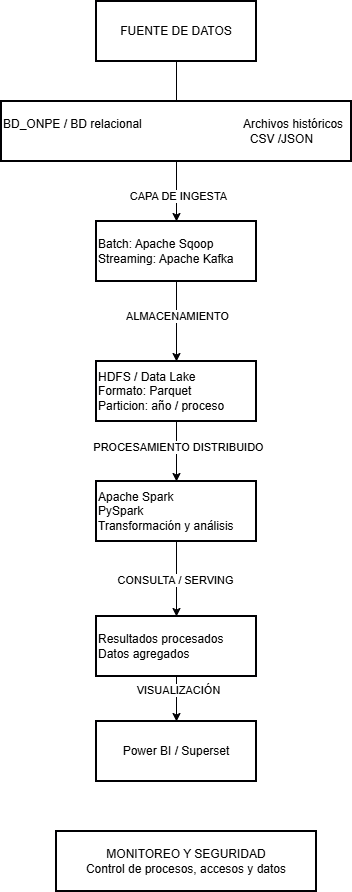 FUENTE DE DATOS
BD_ONPE / BD relacional
Archivos históricos
CSV /JSON
CAPA DE INGESTA
Batch: Apache Sqoop
Streaming: Apache Kafka
ALMACENAMIENTO
HDFS / Data Lake
Formato: Parquet
Particion: año / proceso
PROCESAMIENTO DISTRIBUIDO
Apache Spark
PySpark
Transformación y análisis
CONSULTA / SERVING
Resultados procesados
Datos agregados
VISUALIZACIÓN
Power BI / Superset
MONITOREO Y SEGURIDAD
Control de procesos, accesos y datos